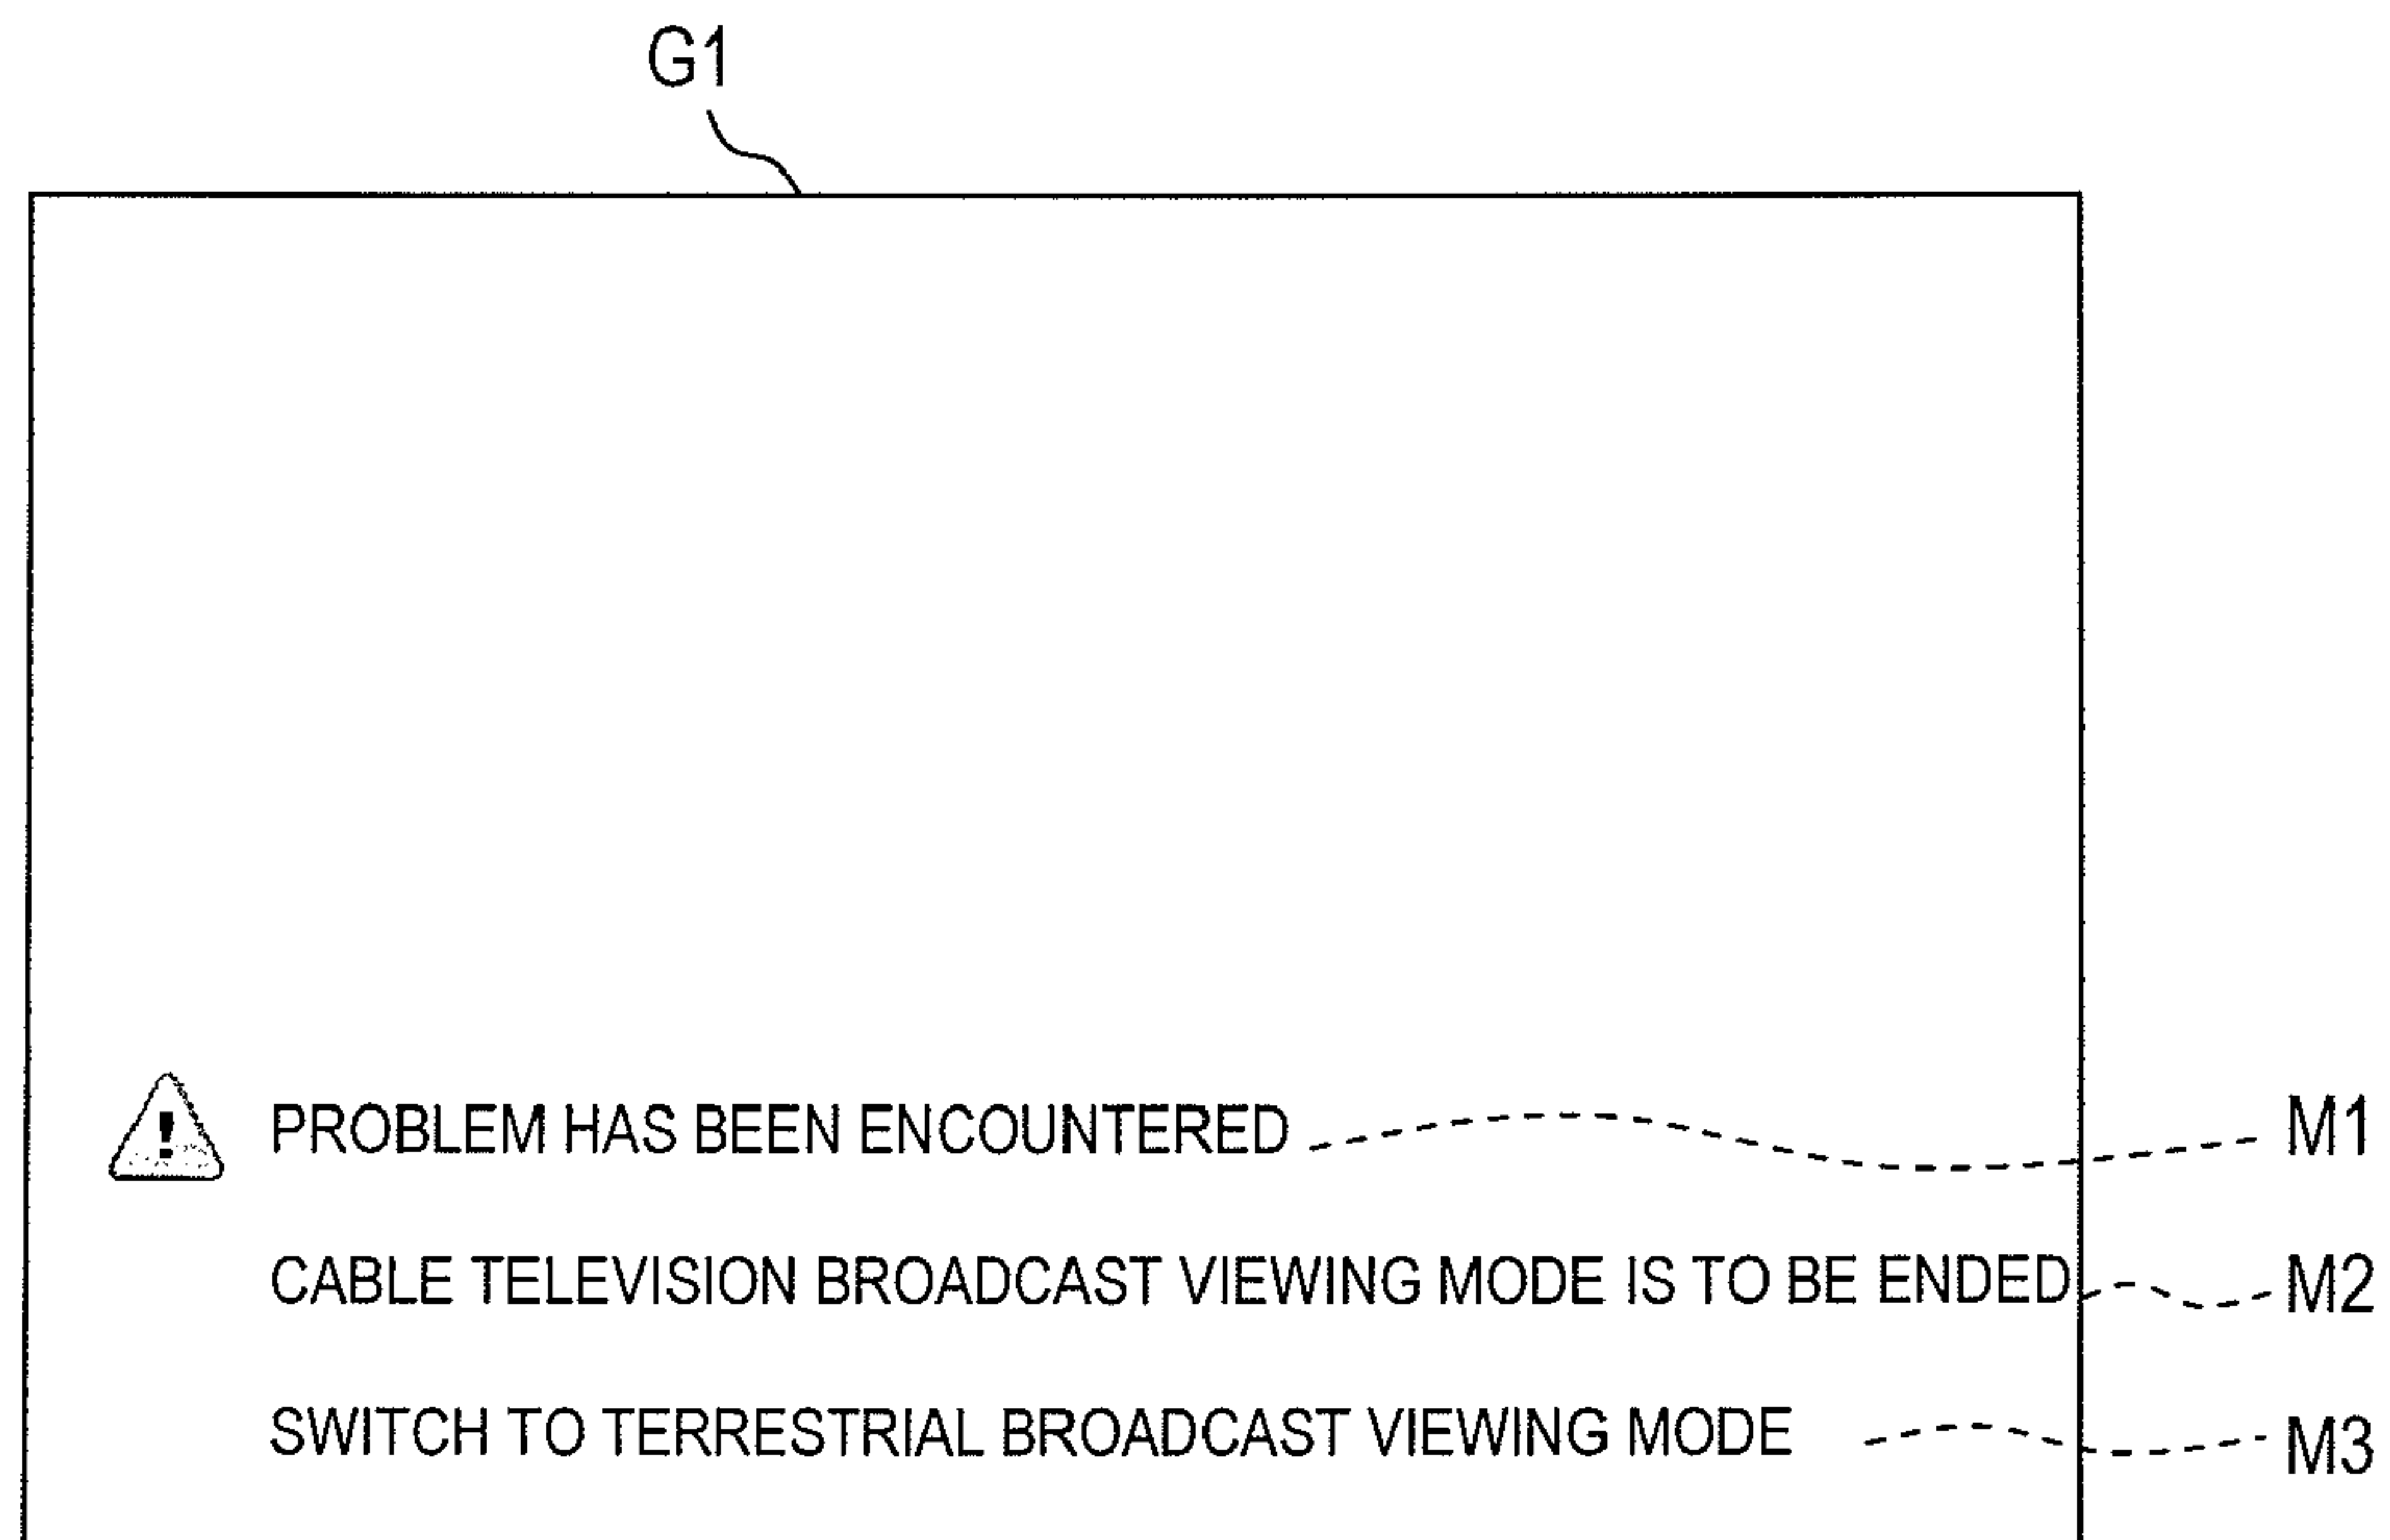 G1
! PROBLEM HAS BEEN ENCOUNTERED M1
CABLE TELEVISION BROADCAST VIEWING MODE IS TO BE ENDED M2
SWITCH TO TERRESTRIAL BROADCAST VIEWING MODE M3